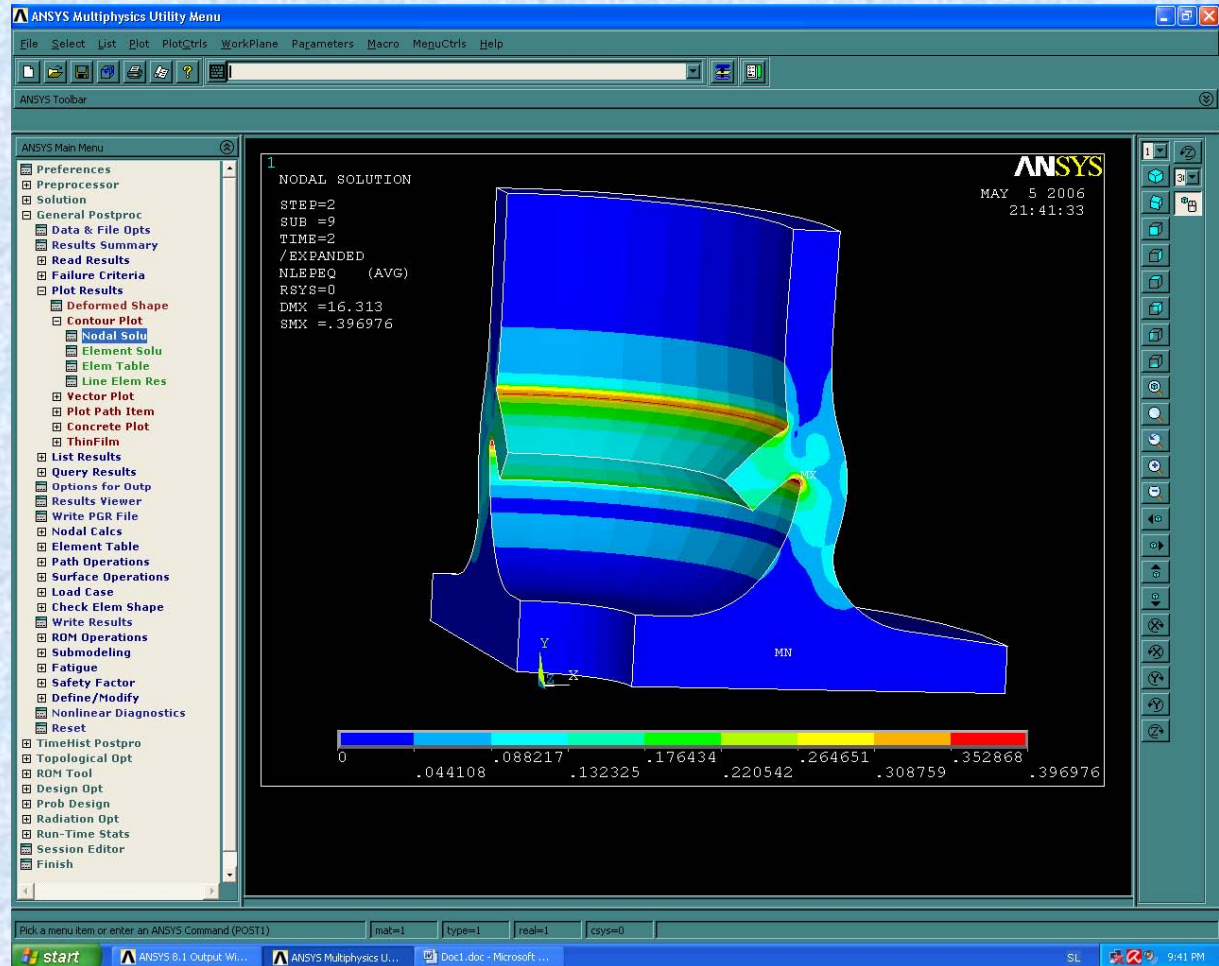 ANSYS Multiphysics Utility Menu
File Select List Plot PlotCtrls WorkPlane Parameters Macro MenuCtrls Help
ANSYS Toolbar
ANSYS Main Menu
Preferences
Preprocessor
Solution
General Postproc
Data & File Opts
Results Summary
Read Results
Failure Criteria
Plot Results
Deformed Shape
Contour Plot
Nodal Solu
Element Solu
Elem Table
Line Elem Res
Vector Plot
Plot Path Item
Concrete Plot
ThinFilm
List Results
Query Results
Options for Outp
Results Viewer
Write PGR File
Nodal Calcs
Element Table
Path Operations
Surface Operations
Load Case
Check Elem Shape
Write Results
ROM Operations
Submodeling
Fatigue
Safety Factor
Define/Modify
Nonlinear Diagnostics
Reset
TimeHist Postpro
Topological Opt
ROM Tool
Design Opt
Prob Design
Radiation Opt
Run-Time Stats
Session Editor
Finish
1
NODAL SOLUTION
STEP=2
SUB =9
TIME=2
/EXPANDED
NLEPEQ (AVG)
RSYS=0
DMX =16.313
SMX =.396976
ANSYS
MAY 5 2006
21:41:33
MX
MN
Y
Z X
0 .088217 .176434 .264651 .352868
.044108 .132325 .220542 .308759 .396976
1
Pick a menu item or enter an ANSYS Command (POST1) mat=1 type=1 real=1 csys=0
start ANSYS 8.1 Output Wi... ANSYS Multiphysics U... Doc1.doc - Microsoft ... SL 9:41 PM